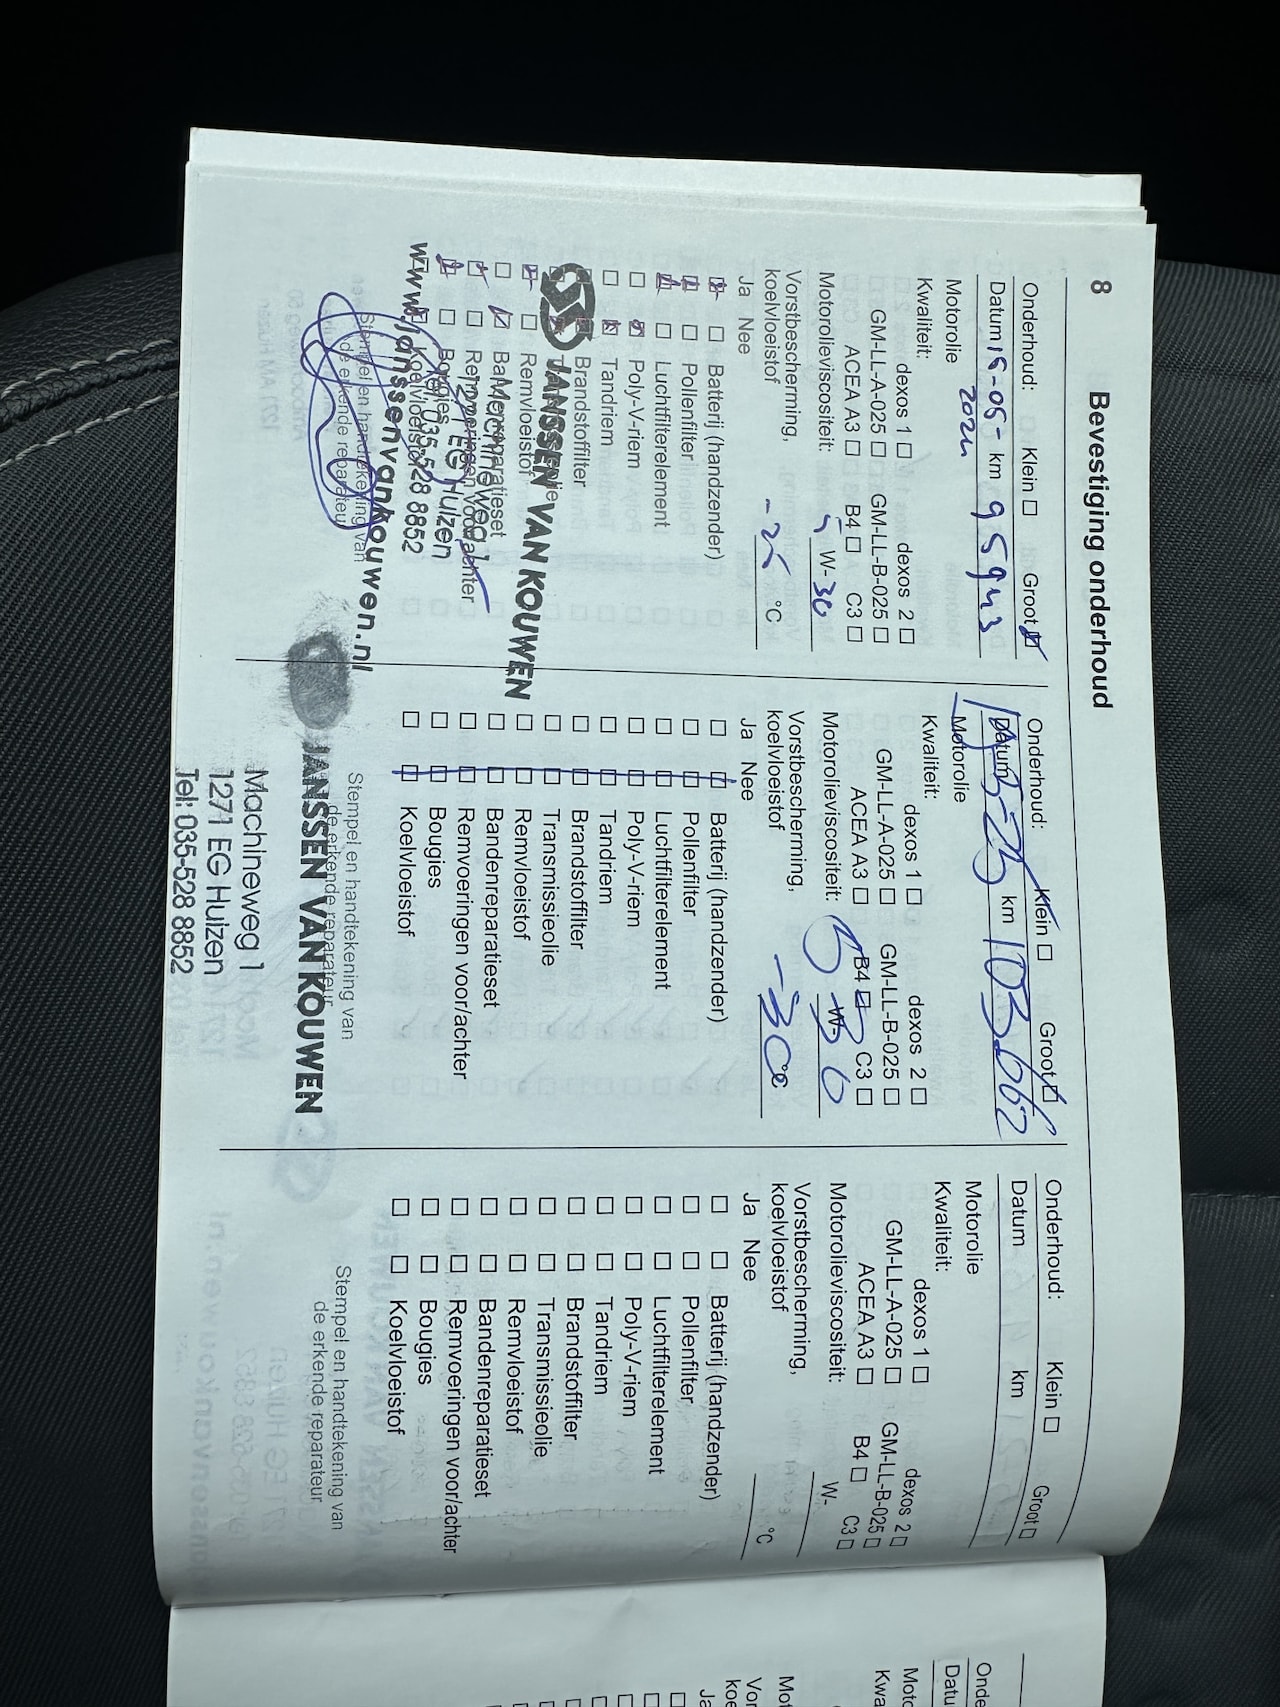 8 Bevestiging onderhoud
Onderhoud: Klein □ Groot □
Datum 15-05- km 95943
2024
Motorolie
Kwaliteit: dexos 1 □ dexos 2 □
GM-LL-A-025 □ GM-LL-B-025 □
ACEA A3 □ B4 □ C3 □
Motorolieviscositeit: 5 W- 30
Vorstbescherming,
koelvloeistof -25 °C
Ja Nee
□ □ Batterij (handzender)
□ □ Pollenfilter
□ □ Luchtfilterelement
□ □ Poly-V-riem
□ □ Tandriem
□ □ Brandstoffilter
JANSSEN VAN KOUWEN
□ □ Remvloeistof
□ □ Bandenreparatieset
Machineweg 1
□ □ Remvoeringen voor/achter
1271 EG Huizen
□ □ Bougies
Tel. 035-528 8852
□ □ Koelvloeistof
www.janssenvankouwen.nl
Stempel en handtekening van
de erkende reparateur
Onderhoud: Klein □ Groot □
Datum km 103.662
Motorolie
Kwaliteit: dexos 1 □ dexos 2 □
GM-LL-A-025 □ GM-LL-B-025 □
ACEA A3 □ B4 □ C3 □
Motorolieviscositeit: 5 W- 30
Vorstbescherming,
koelvloeistof -30 °C
Ja Nee
□ □ Batterij (handzender)
□ □ Pollenfilter
□ □ Luchtfilterelement
□ □ Poly-V-riem
□ □ Tandriem
□ □ Brandstoffilter
□ □ Transmissieolie
□ □ Remvloeistof
□ □ Bandenreparatieset
□ □ Remvoeringen voor/achter
□ □ Bougies
□ □ Koelvloeistof
Stempel en handtekening van
de erkende reparateur
JANSSEN VAN KOUWEN
Machineweg 1
1271 EG Huizen
Tel: 035-528 8852
Onderhoud: Klein □ Groot □
Datum km
Motorolie
Kwaliteit: dexos 1 □ dexos 2 □
GM-LL-A-025 □ GM-LL-B-025 □
ACEA A3 □ B4 □ C3 □
Motorolieviscositeit: W-
Vorstbescherming,
koelvloeistof °C
Ja Nee
□ □ Batterij (handzender)
□ □ Pollenfilter
□ □ Luchtfilterelement
□ □ Poly-V-riem
□ □ Tandriem
□ □ Brandstoffilter
□ □ Transmissieolie
□ □ Remvloeistof
□ □ Bandenreparatieset
□ □ Remvoeringen voor/achter
□ □ Bougies
□ □ Koelvloeistof
Stempel en handtekening van
de erkende reparateur